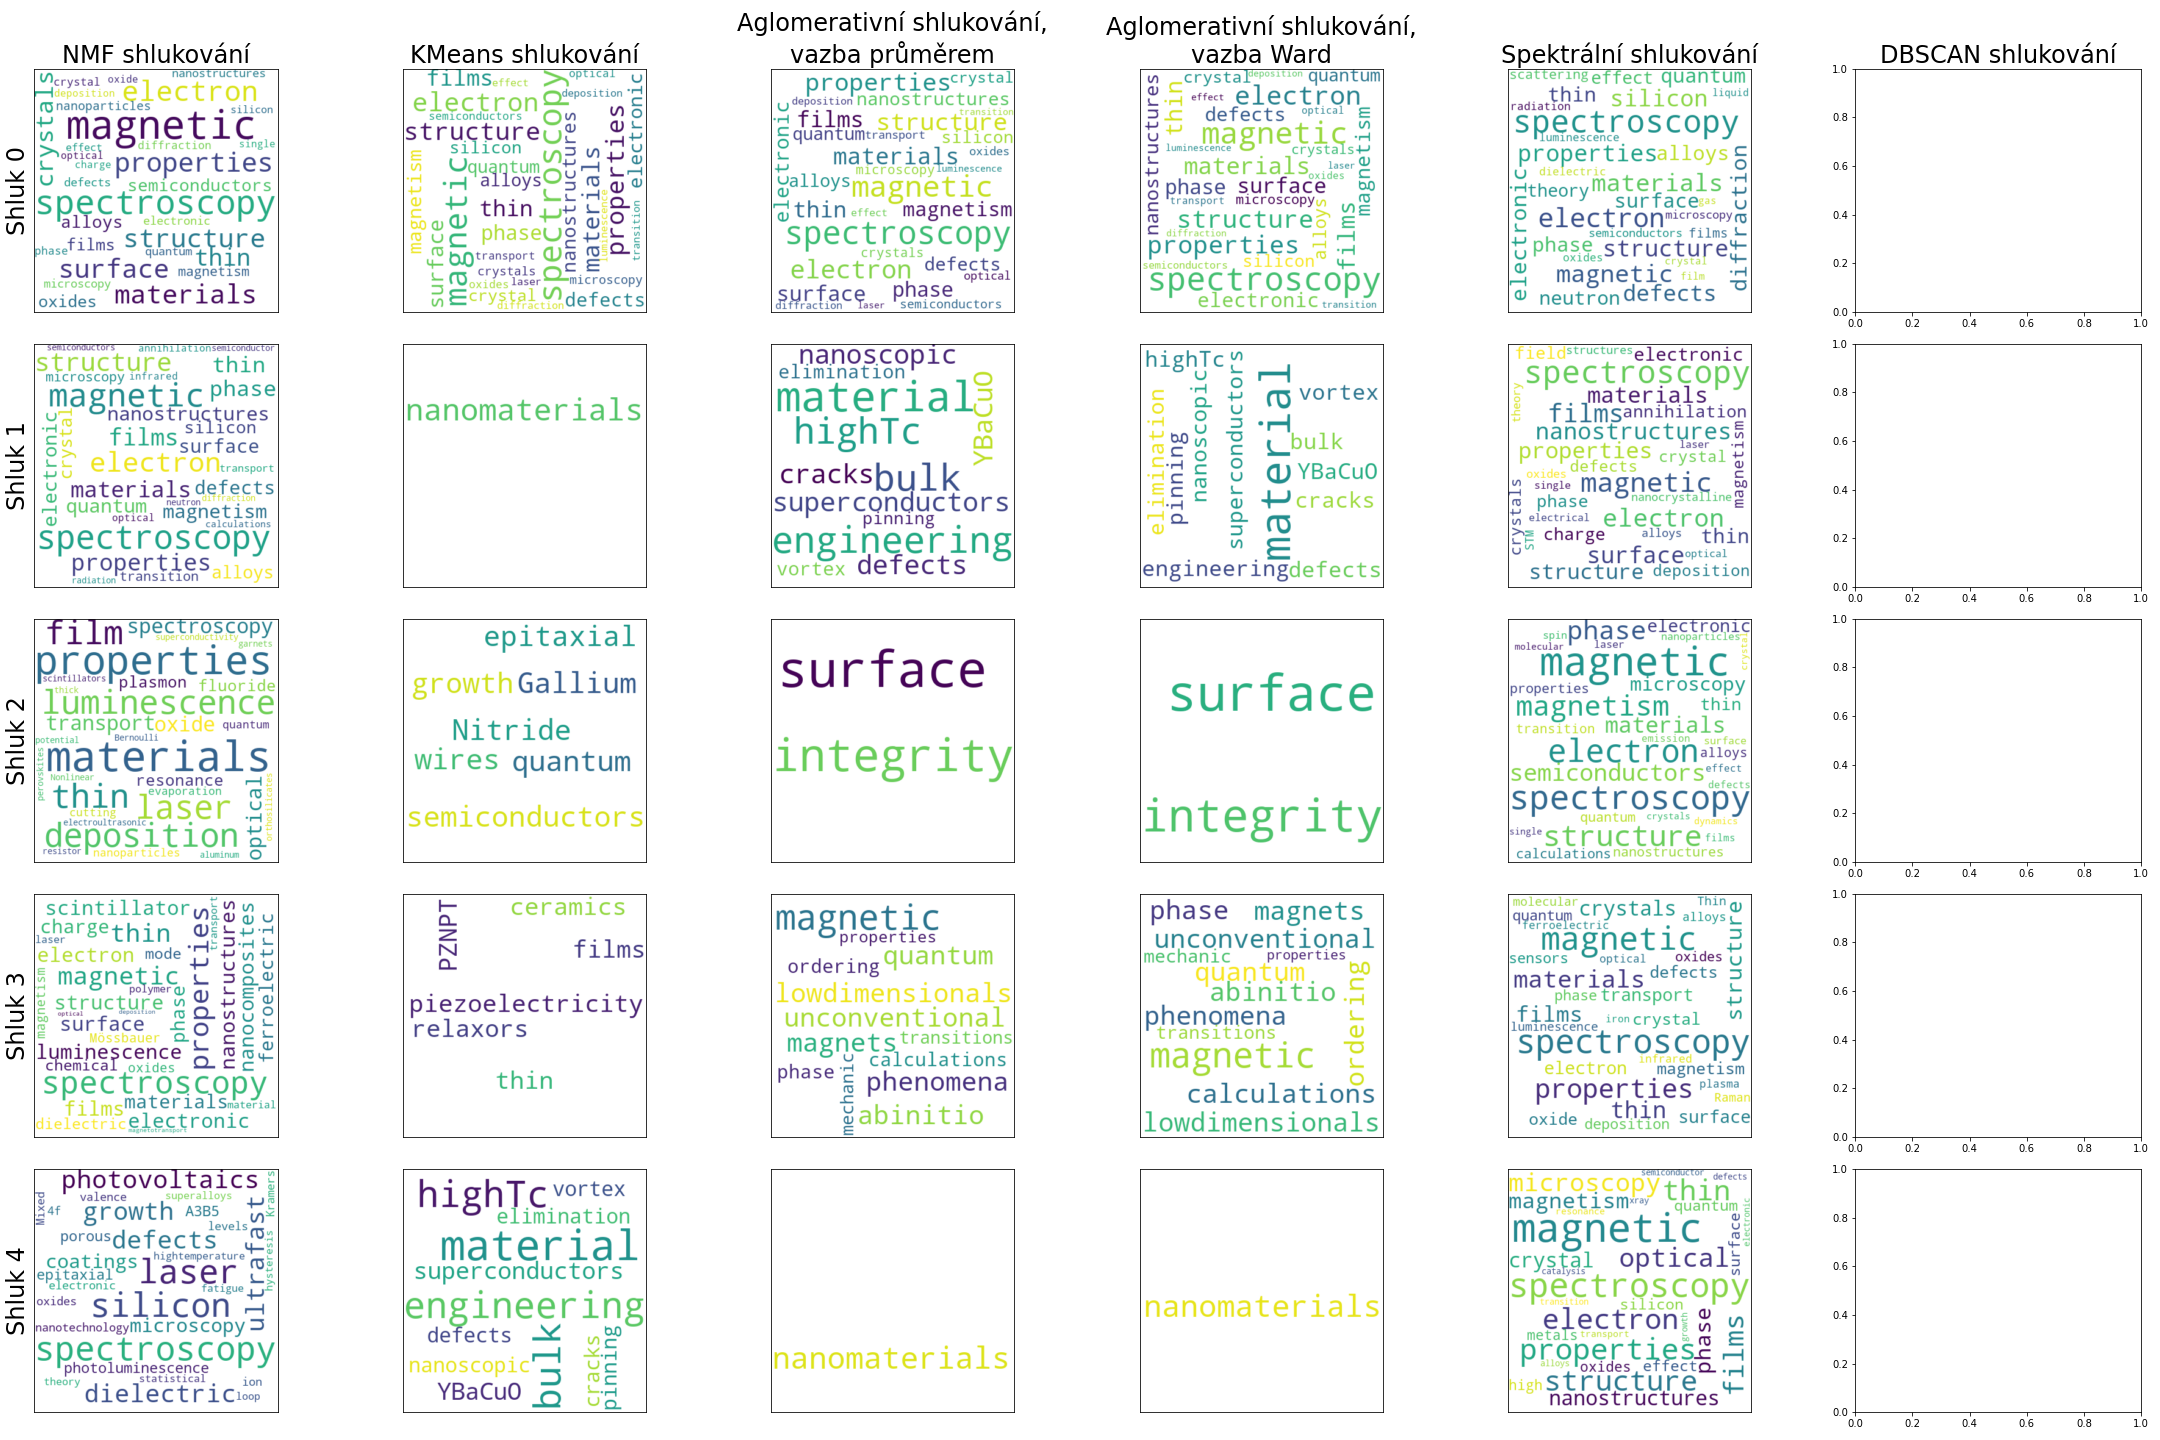 Aglomerativní shlukování, Aglomerativní shlukování,
NMF shlukování KMeans shlukování vazba průměrem vazba Ward Spektrální shlukování DBSCAN shlukování
Shluk 0
crystals crystal oxide nanostructures
deposition electron
nanoparticles silicon
magnetic
effect diffraction single
optical charge properties
defects semiconductors
spectroscopy
alloys electronic
films structure
phase quantum thin
surface magnetism
microscopy
oxides materials
films effect optical
electron deposition
semiconductors
structure spectroscopy electronic
silicon properties
magnetism quantum nanostructures
alloys materials
magnetic thin
surface phase luminescence transition
transport
crystals microscopy
oxides laser
crystal defects
diffraction
properties crystal
deposition nanostructures
films structure transition
electronic quantum transport silicon
materials oxides
microscopy luminescence
alloys magnetic
thin effect magnetism
spectroscopy
crystals
electron defects
optical
surface phase
diffraction laser semiconductors
crystal deposition quantum
nanostructures thin effect electron
defects optical
magnetic magnetism
luminescence crystals
materials laser
oxides
phase surface
transport microscopy
structure alloys films
diffraction
properties
semiconductors silicon
spectroscopy
electronic transition
scattering effect quantum
thin silicon liquid
radiation
spectroscopy
luminescence
properties alloys
dielectric
theory materials
electronic surface gas diffraction
electron microscopy
semiconductors films
phase structure
oxides crystal
magnetic film
neutron defects
1.0
0.8
0.6
0.4
0.2
0.0
0.0 0.2 0.4 0.6 0.8 1.0
Shluk 1
semiconductors annihilation semiconductor
structure thin
microscopy infrared
magnetic phase
nanostructures
electronic crystal silicon
films surface
electron transport
materials defects
neutron diffraction
quantum magnetism
optical calculations
spectroscopy
properties
radiation transition alloys
nanomaterials
nanoscopic
elimination
material YBaCuO
highTc
cracks bulk
superconductors
pinning
engineering
vortex defects
highTc
elimination pinning nanoscopic superconductors material vortex
bulk
YBaCuO
cracks
engineering defects
field structures electronic
spectroscopy
theory materials
films annihilation
nanostructures
laser
properties crystal magnetism
defects
oxides
single magnetic
crystals phase nanocrystalline
electrical electron
STM charge alloys thin
surface optical
structure deposition
1.0
0.8
0.6
0.4
0.2
0.0
0.0 0.2 0.4 0.6 0.8 1.0
Shluk 2
film spectroscopy
superconductivity garnets
properties
scintillators plasmon fluoride
thick
luminescence
transport oxide quantum
potential Bernoulli
perovskites materials
Nonlinear resonance
evaporation
thin laser optical orthosilicates
cutting
electroultrasonic
deposition
resistor nanoparticles aluminum
epitaxial
growth Gallium
Nitride
wires quantum
semiconductors
surface
integrity
surface
integrity
spin phase electronic
molecular laser nanoparticles crystal
magnetic
properties microscopy
magnetism thin
transition materials
emission surface
electron alloys
semiconductors effect
defects
spectroscopy
quantum crystals dynamics
single structure films
calculations nanostructures
1.0
0.8
0.6
0.4
0.2
0.0
0.0 0.2 0.4 0.6 0.8 1.0
Shluk 3
scintillator transport
charge thin properties nanostructures nanocomposites ferroelectric
laser
electron mode
magnetism magnetic
polymer
structure phase
optical deposition
surface
Mössbauer
luminescence
chemical oxides
spectroscopy
films materials material
dielectric electronic
magnetotransport
PZNPT ceramics
films
piezoelectricity
relaxors
thin
magnetic
properties
quantum
ordering
lowdimensionals
unconventional
magnets transitions
calculations
phase mechanic phenomena
abinitio
phase magnets
unconventional
mechanic properties
quantum ordering
abinitio
phenomena
transitions
magnetic
calculations
lowdimensionals
molecular Thin
quantum crystals alloys structure
ferroelectric
magnetic
sensors optical oxides
materials defects
phase transport
films iron crystal
luminescence
spectroscopy
infrared
electron magnetism
properties plasma
Raman
thin
oxide deposition surface
1.0
0.8
0.6
0.4
0.2
0.0
0.0 0.2 0.4 0.6 0.8 1.0
Shluk 4
photovoltaics Kramers
Mixed valence superalloys
4f growth A3B5 ultrafast
levels
porous defects
hightemperature hysteresis
coatings laser
epitaxial
electronic fatigue
oxides silicon
nanotechnology microscopy
spectroscopy
photoluminescence
theory statistical ion
dielectric loop
highTc vortex
elimination
material
superconductors
engineering
defects bulk cracks pinning
nanoscopic
YBaCuO
nanomaterials
nanomaterials
semiconductor defects
microscopy thin
magnetism xray quantum
resonance electronic
magnetic surface
crystal optical
catalysis
spectroscopy
transition silicon
electron growth phase films
metals transport
properties
alloys oxides effect
high structure
nanostructures
1.0
0.8
0.6
0.4
0.2
0.0
0.0 0.2 0.4 0.6 0.8 1.0